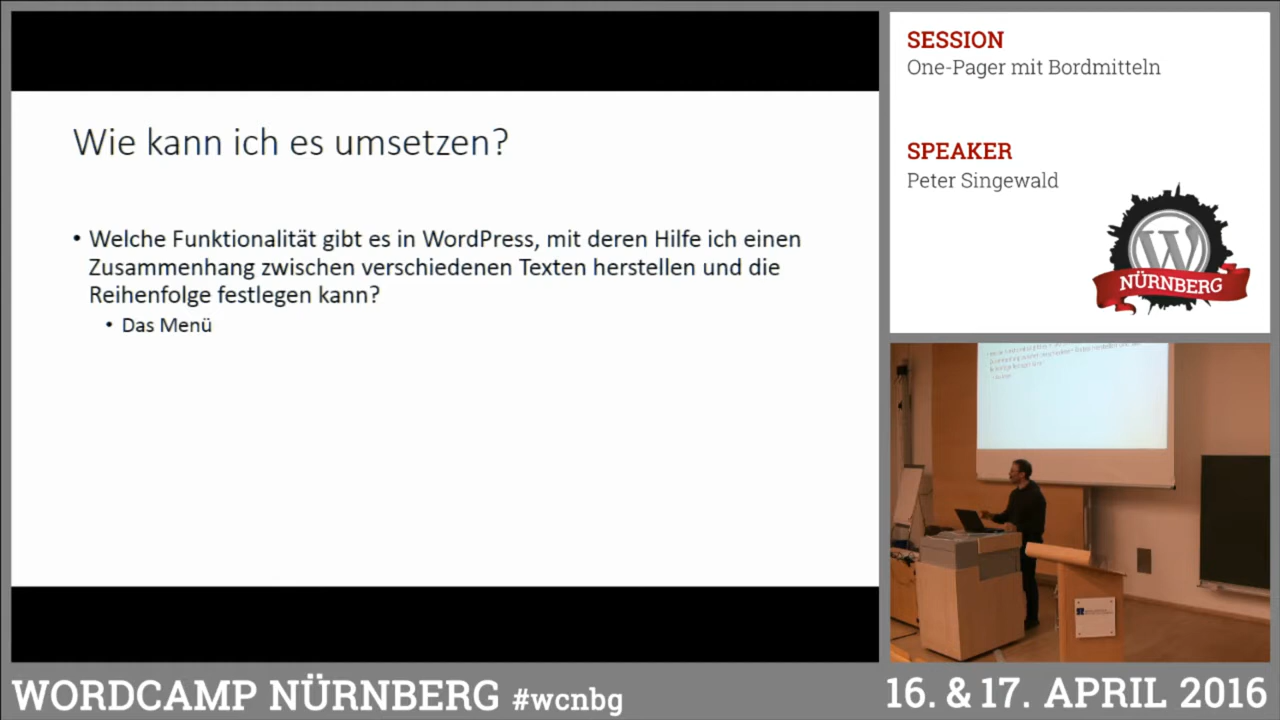 Wie kann ich es umsetzen?
• Welche Funktionalität gibt es in WordPress, mit deren Hilfe ich einen
Zusammenhang zwischen verschiedenen Texten herstellen und die
Reihenfolge festlegen kann?
• Das Menü
SESSION
One-Pager mit Bordmitteln
SPEAKER
Peter Singewald
W
NÜRNBERG
WORDCAMP NÜRNBERG #wcnbg
16. & 17. APRIL 2016